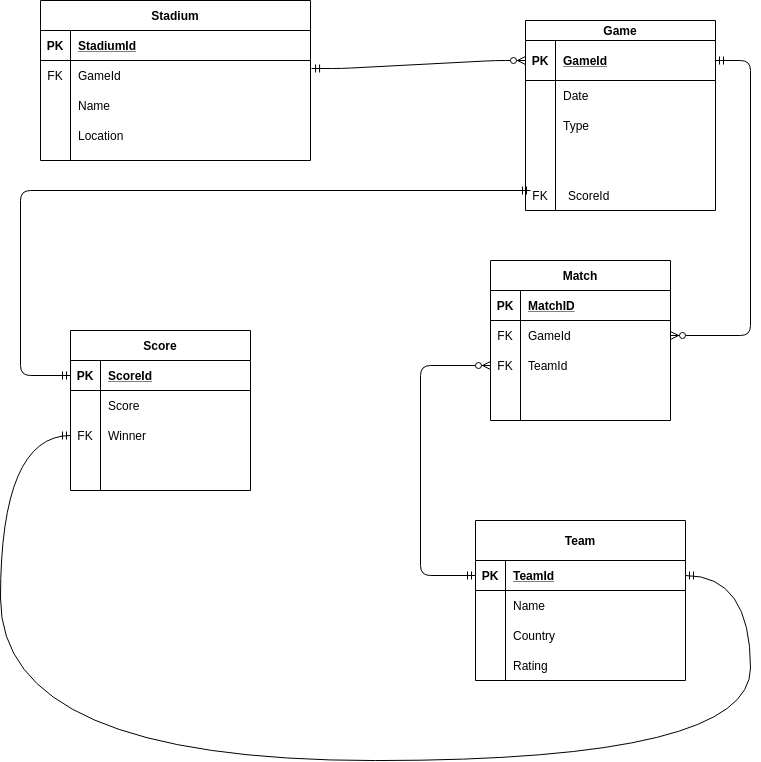 Stadium
PK StadiumId
FK GameId
Name
Location
Game
PK GameId
Date
Type
FK ScoreId
Match
PK MatchID
FK GameId
FK TeamId
Score
PK ScoreId
Score
FK Winner
Team
PK TeamId
Name
Country
Rating